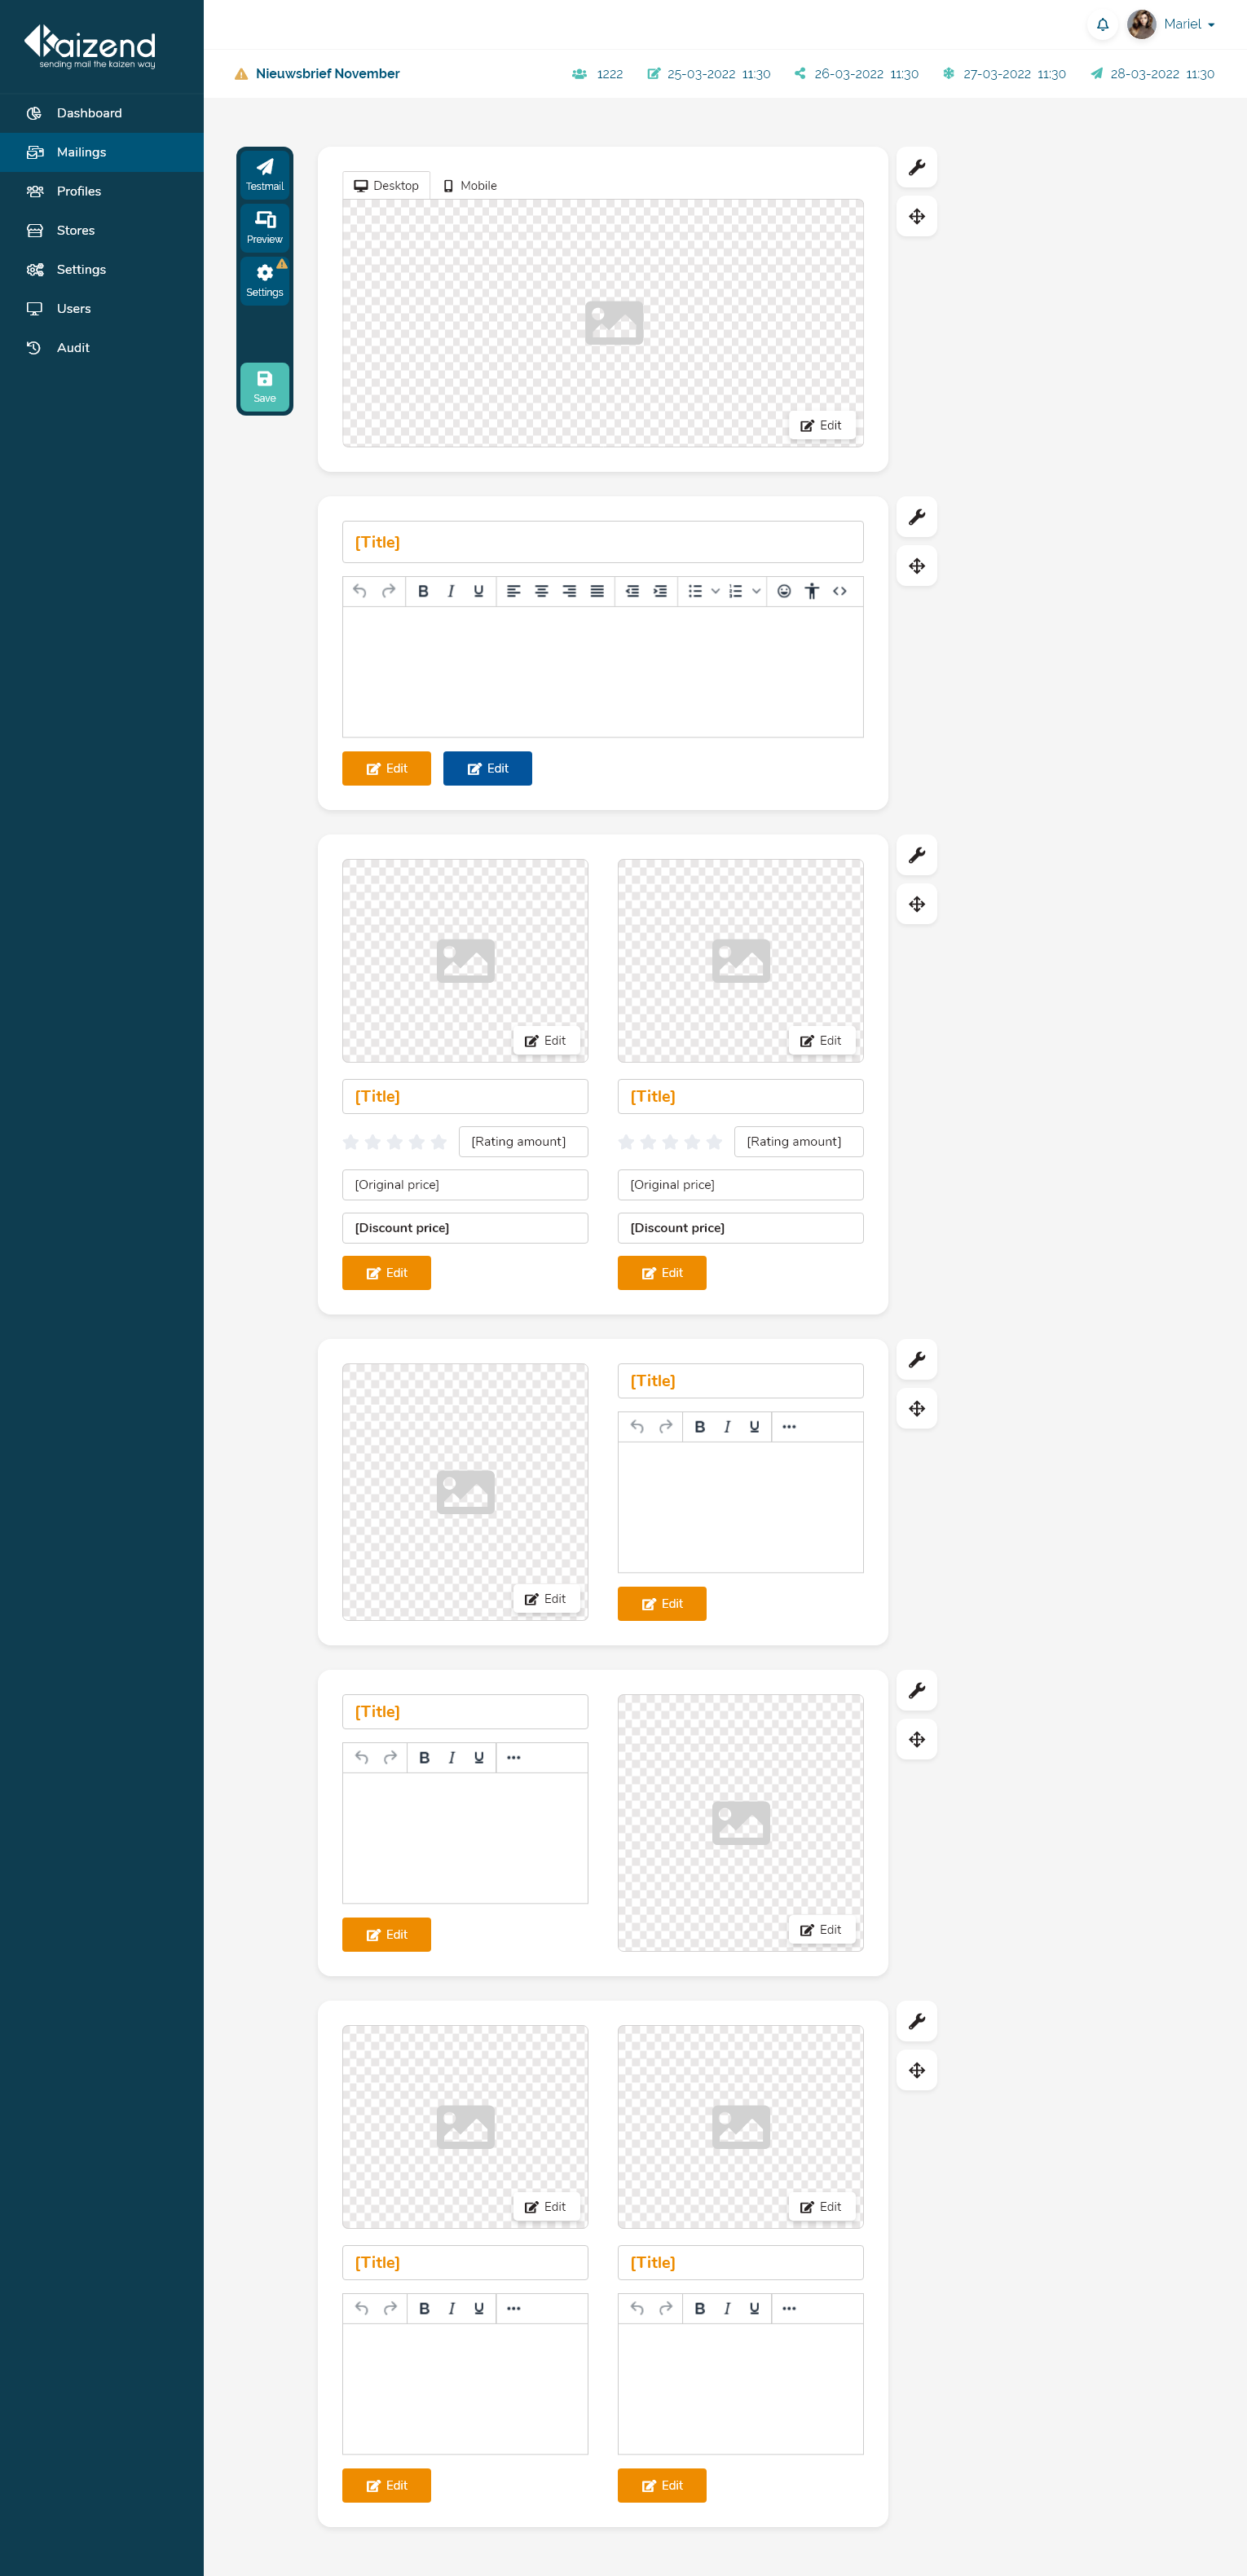 Kaizend
sending mail the kaizen way
Mariel
Nieuwsbrief November
1222
25-03-2022 11:30
26-03-2022 11:30
27-03-2022 11:30
28-03-2022 11:30
Dashboard
Mailings
Profiles
Stores
Settings
Users
Audit
Testmail
Preview
Settings
Save
Desktop
Mobile
Edit
[Title]
B I U
Edit
Edit
Edit
Edit
[Title]
[Title]
[Rating amount]
[Rating amount]
[Original price]
[Original price]
[Discount price]
[Discount price]
Edit
Edit
Edit
[Title]
B I U
Edit
[Title]
B I U
Edit
Edit
Edit
Edit
[Title]
[Title]
B I U
B I U
Edit
Edit